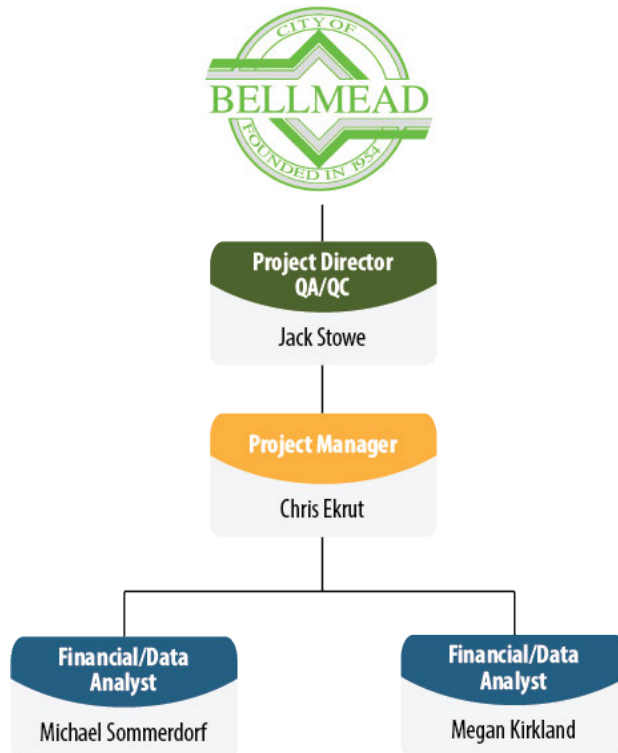 CITY OF
BELLMEAD
FOUNDED IN 1954
Project Director
QA/QC
Jack Stowe
Project Manager
Chris Ekrut
Financial/Data
Analyst
Michael Sommerdorf
Financial/Data
Analyst
Megan Kirkland